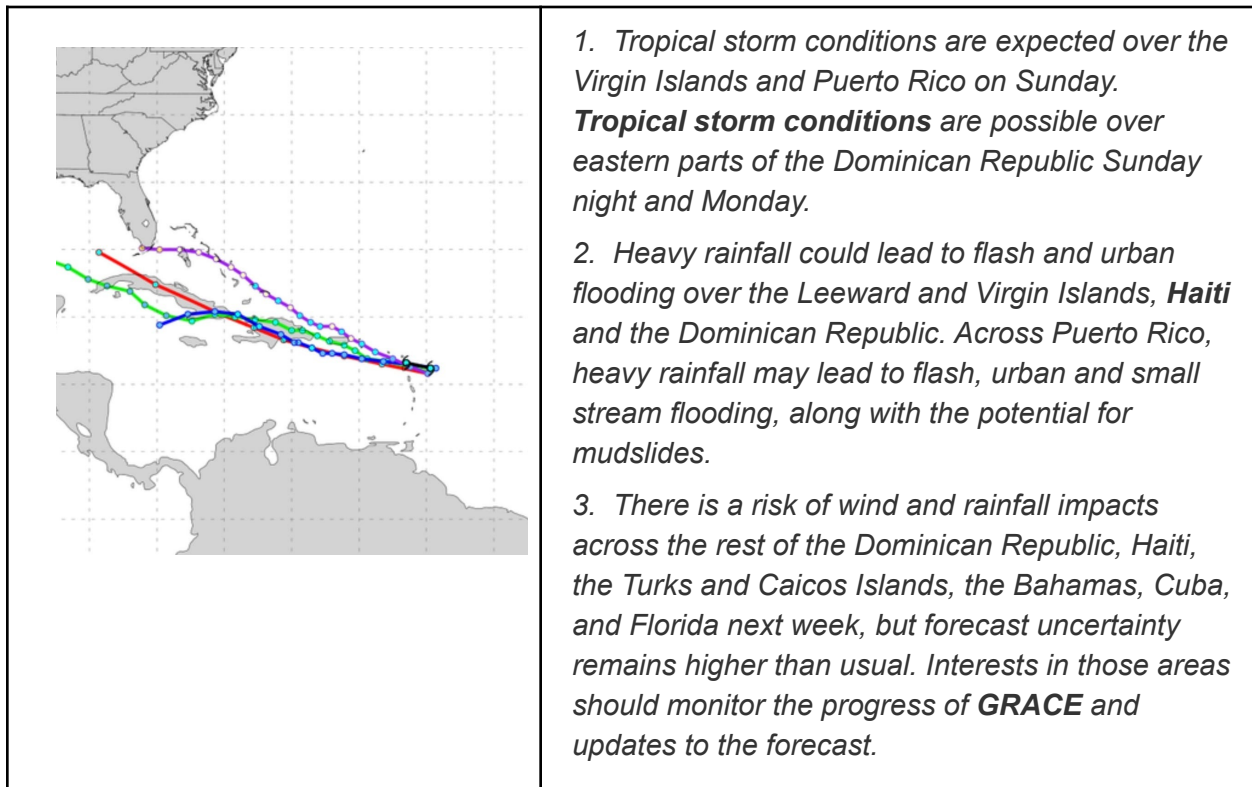 1. Tropical storm conditions are expected over the
Virgin Islands and Puerto Rico on Sunday.
Tropical storm conditions are possible over
eastern parts of the Dominican Republic Sunday
night and Monday.
2. Heavy rainfall could lead to flash and urban
flooding over the Leeward and Virgin Islands, Haiti
and the Dominican Republic. Across Puerto Rico,
heavy rainfall may lead to flash, urban and small
stream flooding, along with the potential for
mudslides.
3. There is a risk of wind and rainfall impacts
across the rest of the Dominican Republic, Haiti,
the Turks and Caicos Islands, the Bahamas, Cuba,
and Florida next week, but forecast uncertainty
remains higher than usual. Interests in those areas
should monitor the progress of GRACE and
updates to the forecast.